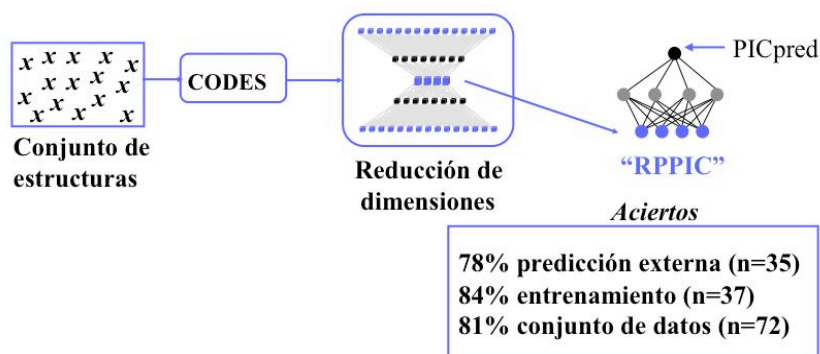 x x x x x
x x x x
x x x x
x x x x
Conjunto de
estructuras
CODES
Reducción de
dimensiones
PICpred
“RPPIC”
Aciertos
78% predicción externa (n=35)
84% entrenamiento (n=37)
81% conjunto de datos (n=72)